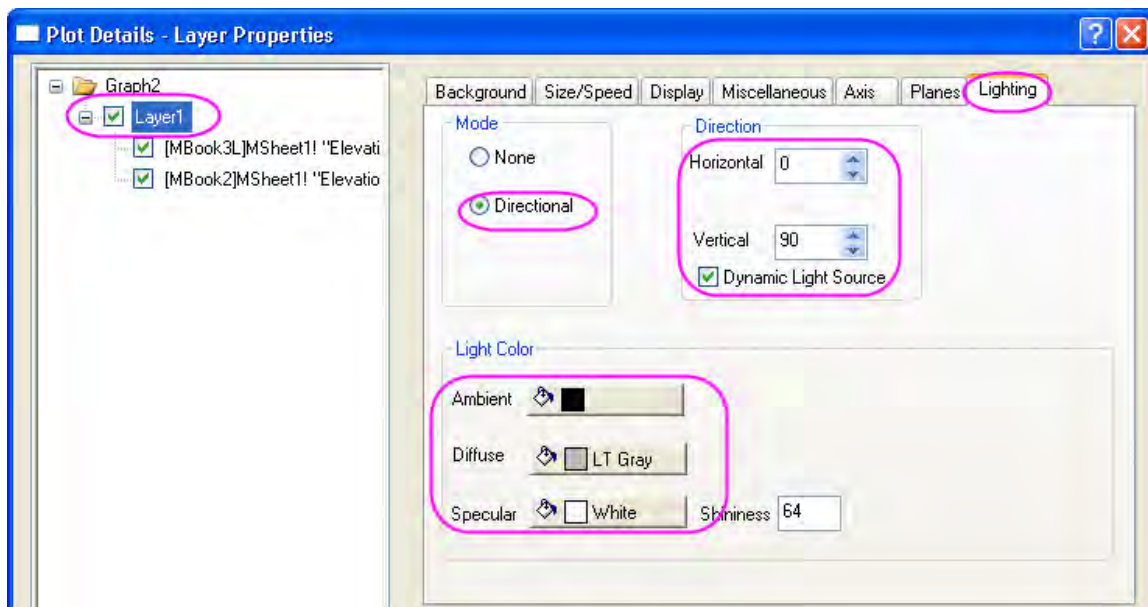 Plot Details - Layer Properties
Graph2
Layer1
[MBook3L]MSheet1! "Elevati
[MBook2]MSheet1! "Elevatio
Background Size/Speed Display Miscellaneous Axis Planes Lighting
Mode
None
Directional
Direction
Horizontal 0
Vertical 90
Dynamic Light Source
Light Color
Ambient
Diffuse LT Gray
Specular White Shininess 64